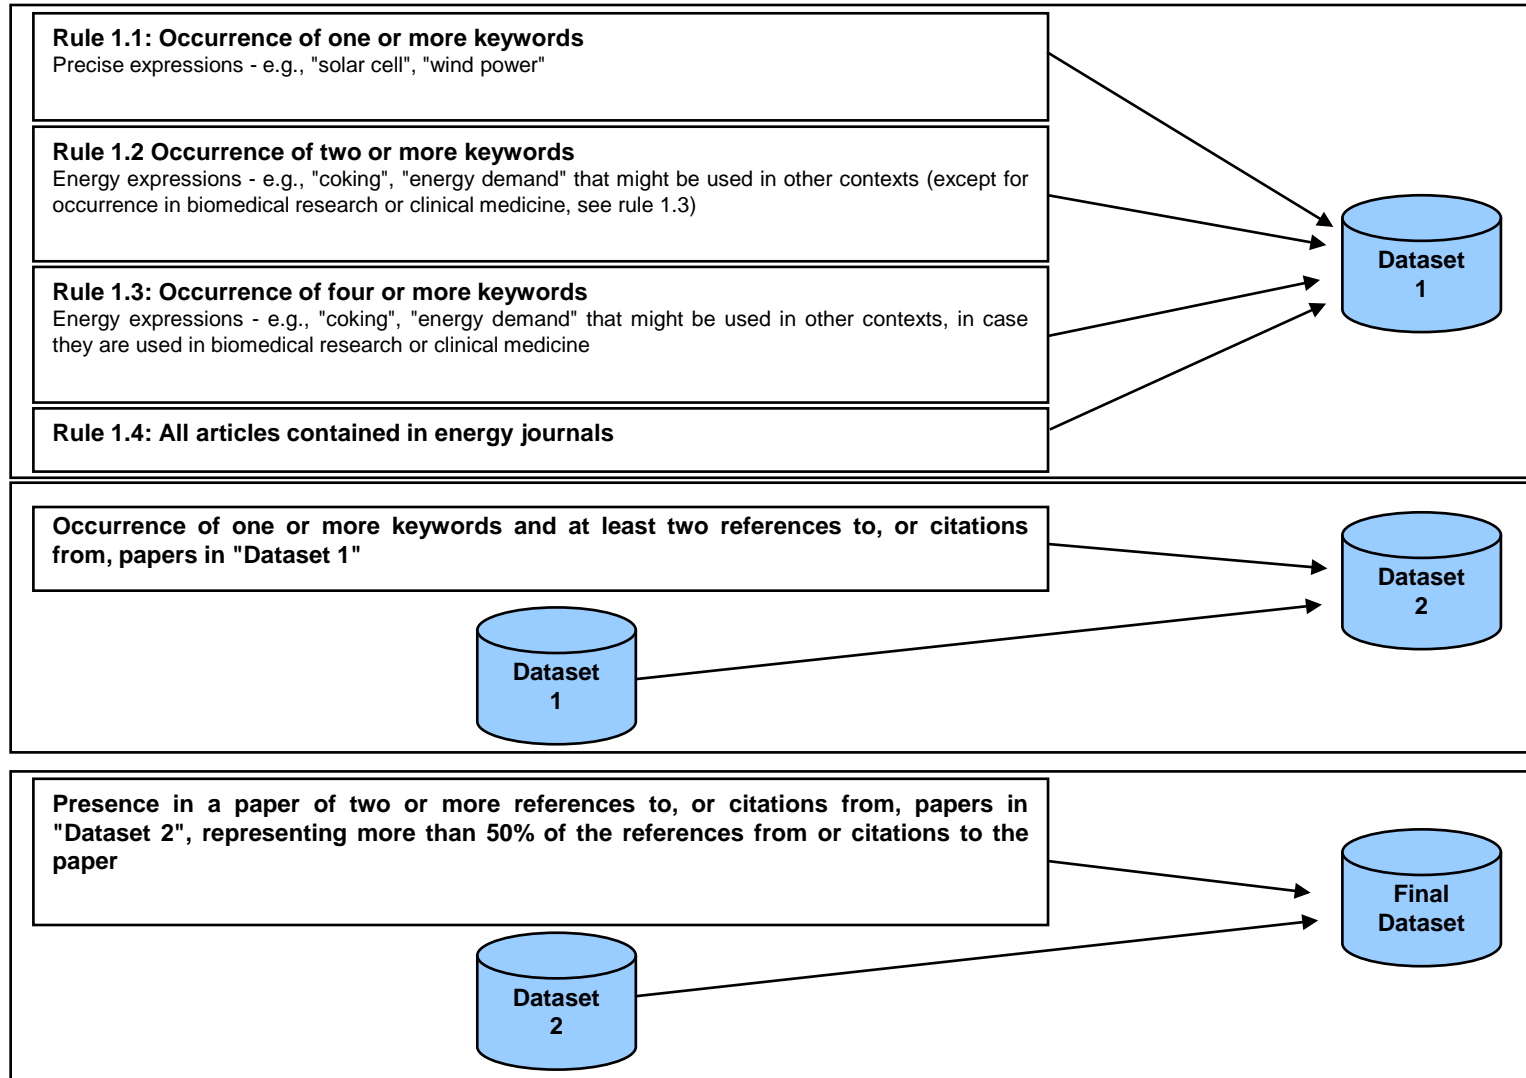 Rule 1.1: Occurrence of one or more keywords
Precise expressions - e.g., "solar cell", "wind power"
Rule 1.2 Occurrence of two or more keywords
Energy expressions - e.g., "coking", "energy demand" that might be used in other contexts (except for
occurrence in biomedical research or clinical medicine, see rule 1.3)
Rule 1.3: Occurrence of four or more keywords
Energy expressions - e.g., "coking", "energy demand" that might be used in other contexts, in case
they are used in biomedical research or clinical medicine
Rule 1.4: All articles contained in energy journals
Dataset
1
Occurrence of one or more keywords and at least two references to, or citations
from, papers in "Dataset 1"
Dataset
1
Dataset
2
Presence in a paper of two or more references to, or citations from, papers in
"Dataset 2", representing more than 50% of the references from or citations to the
paper
Dataset
2
Final
Dataset